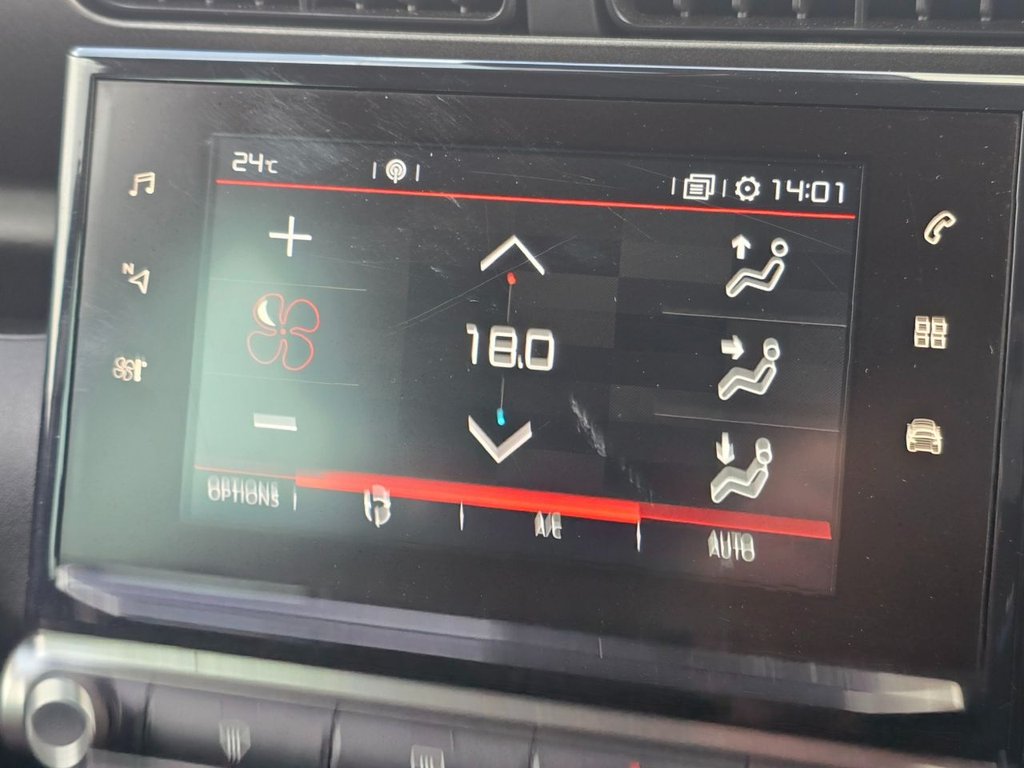 24°C
14:01
N
18.0
OPTIONS
A/C
AUTO